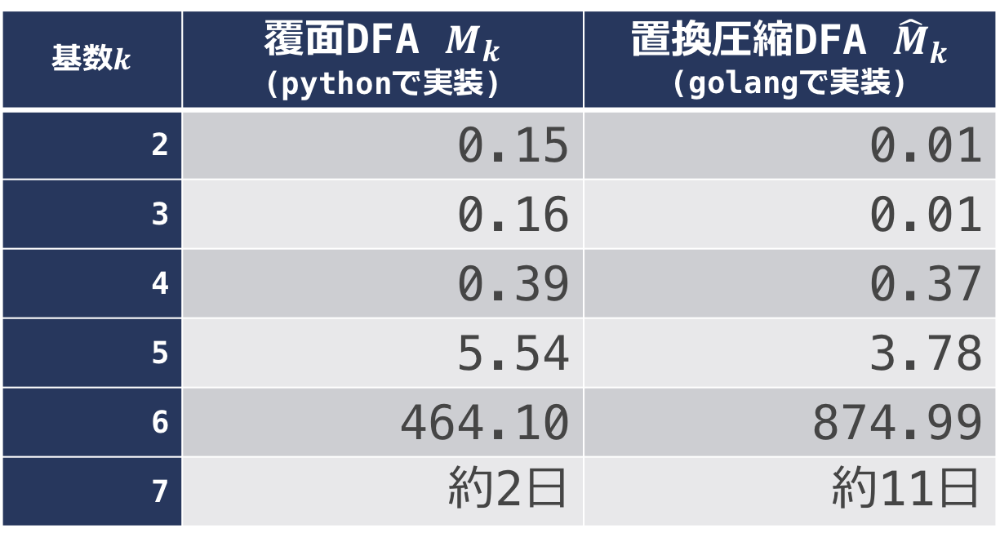 基数k
覆面DFA M_k
(pythonで実装)
置換圧縮DFA M̂_k
(golangで実装)
2 0.15 0.01
3 0.16 0.01
4 0.39 0.37
5 5.54 3.78
6 464.10 874.99
7 約2日 約11日